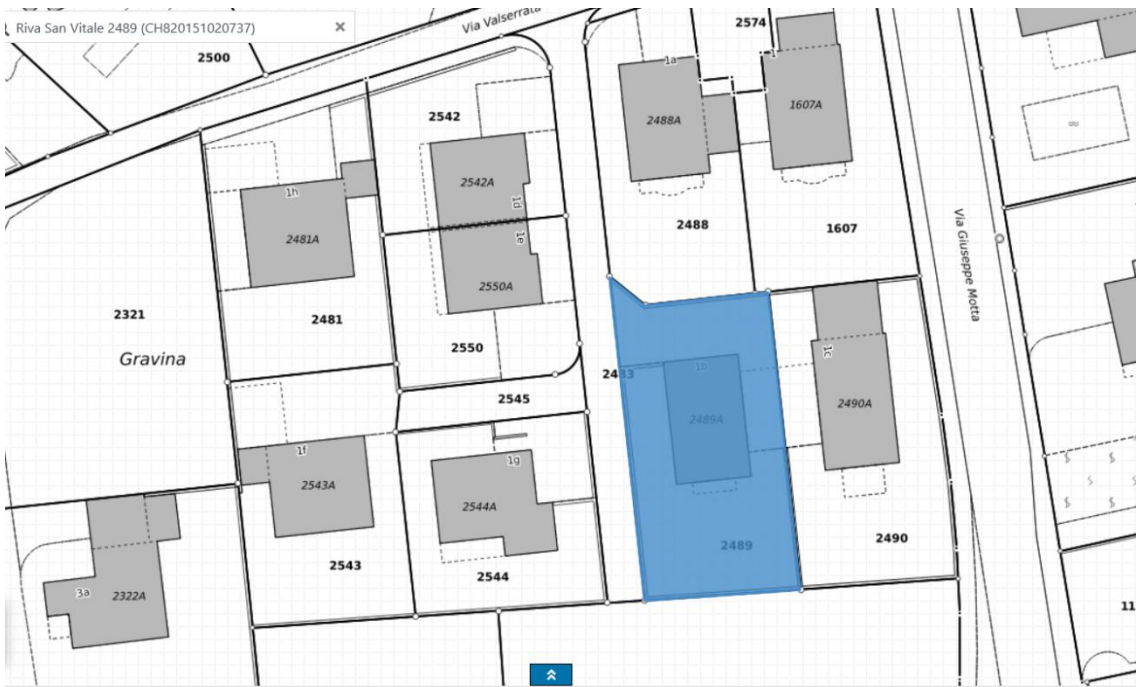 Riva San Vitale 2489 (CH820151020737)
Via Valserrata
2574
2500
1a
1
2542
2488A
1607A
2542A
1h
1d
2481A
1e
2488
1607
Via Giuseppe Motta
2550A
2321
2481
Gravina
2550
1c
2483
1b
2545
2490A
2489A
1f
1g
2543A
2544A
2490
2489
2543
2544
3a
2322A
11